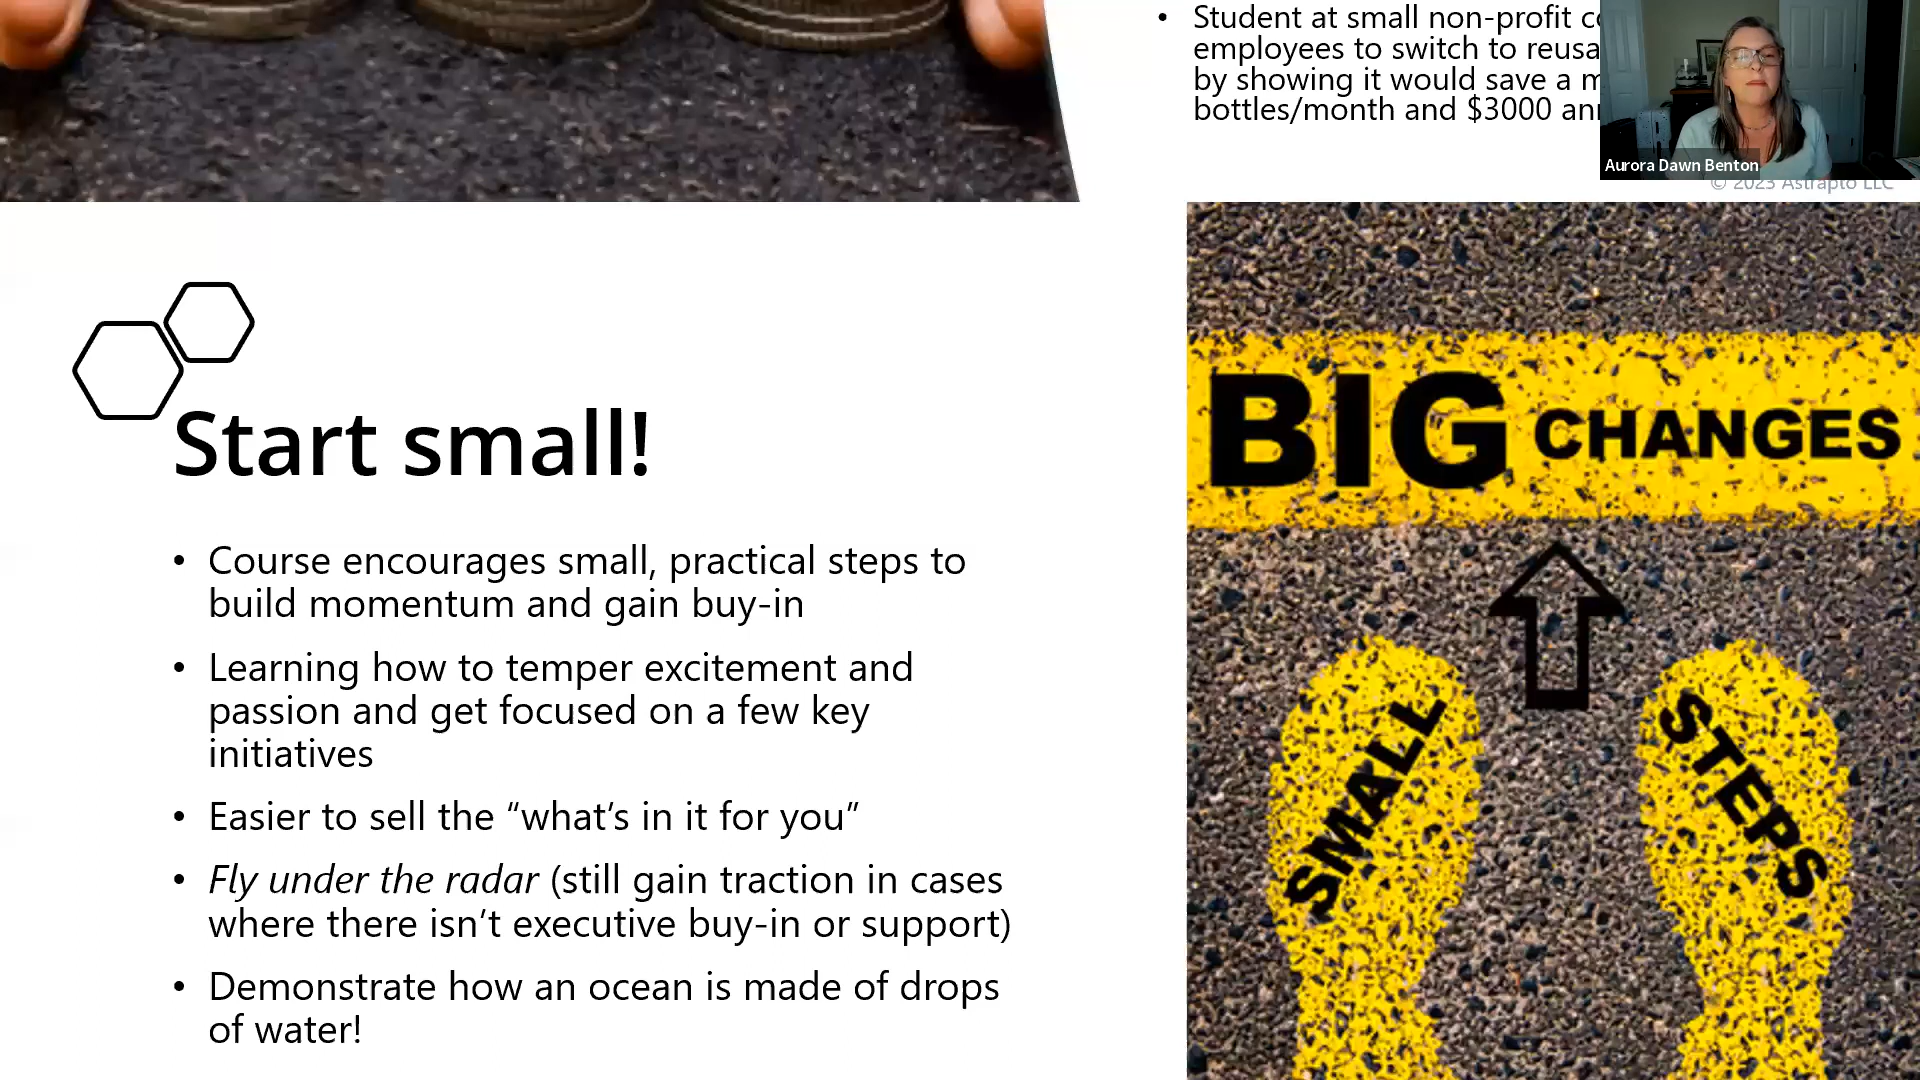 • Student at small non-profit
employees to switch to
by showing it would save a
bottles/month and $3000
Aurora Dawn Benton
© 2023 Astrapto LLC
Start small!
• Course encourages small, practical steps to
build momentum and gain buy-in
• Learning how to temper excitement and
passion and get focused on a few key
initiatives
• Easier to sell the “what’s in it for you”
• Fly under the radar (still gain traction in cases
where there isn’t executive buy-in or support)
• Demonstrate how an ocean is made of drops
of water!
BIG CHANGES
SMALL STEPS